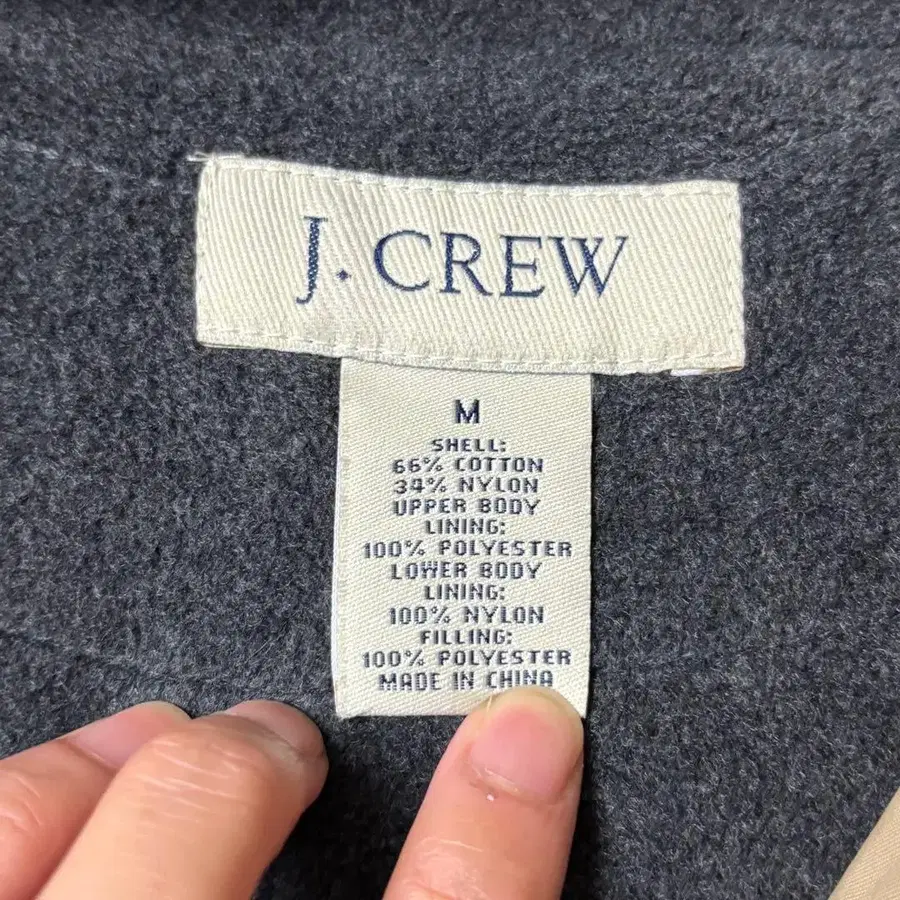 J. CREW
M
SHELL:
66% COTTON
34% NYLON
UPPER BODY
LINING:
100% POLYESTER
LOWER BODY
LINING:
100% NYLON
FILLING:
100% POLYESTER
MADE IN CHINA